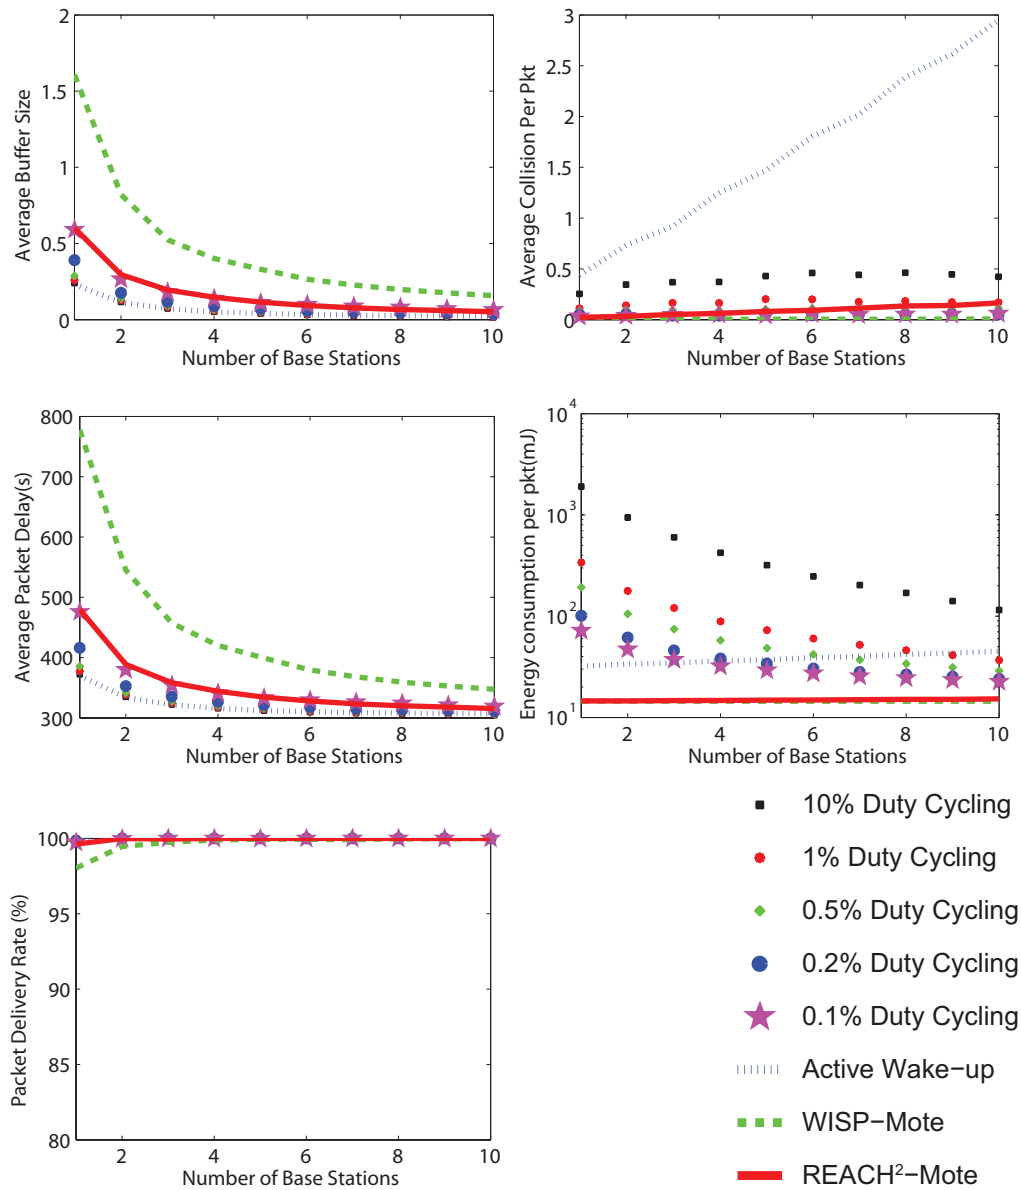 2
1.5
1
0.5
0
2
4
6
8
10
Average Buffer Size
Number of Base Stations
3
2.5
2
1.5
1
0.5
0
2
4
6
8
10
Average Collision Per Pkt
Number of Base Stations
800
700
600
500
400
300
2
4
6
8
10
Average Packet Delay(s)
Number of Base Stations
10^4
10^3
10^2
10^1
2
4
6
8
10
Energy consumption per pkt(mJ)
Number of Base Stations
100
95
90
85
80
2
4
6
8
10
Packet Delivery Rate (%)
Number of Base Stations
10% Duty Cycling
1% Duty Cycling
0.5% Duty Cycling
0.2% Duty Cycling
0.1% Duty Cycling
Active Wake−up
WISP−Mote
REACH²−Mote